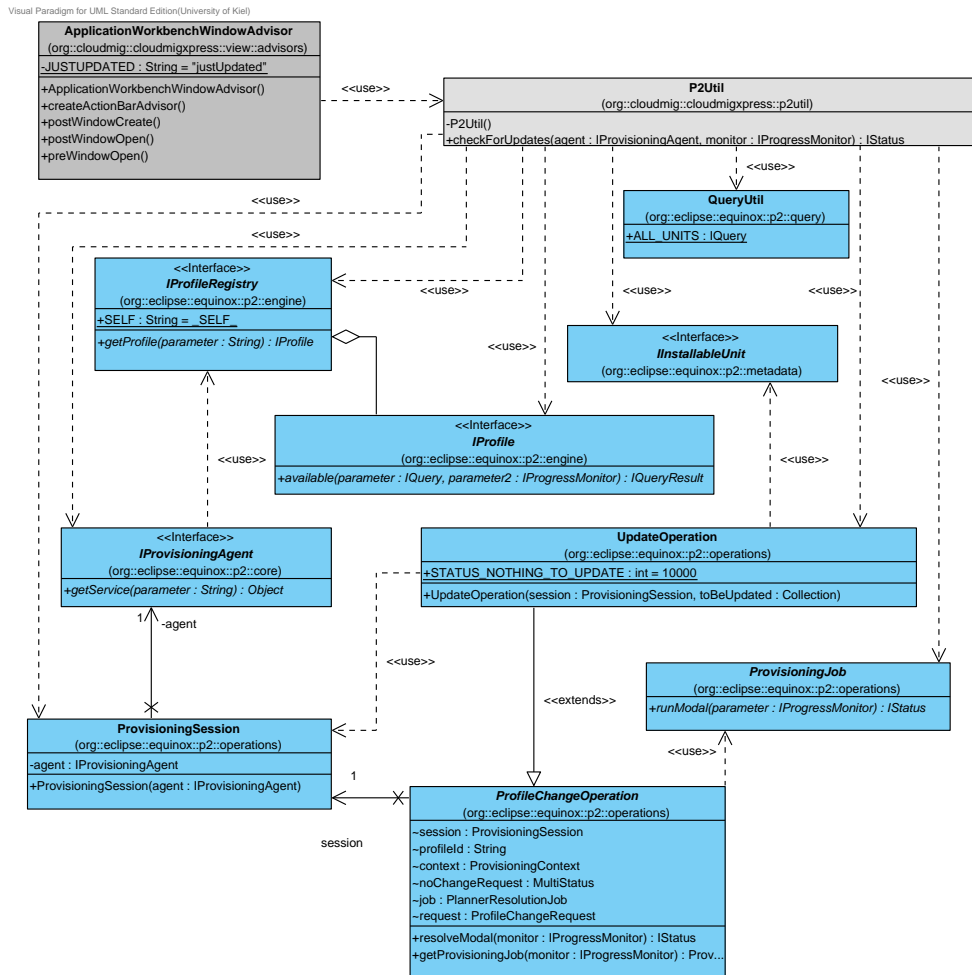 Visual Paradigm for UML Standard Edition(University of Kiel)
ApplicationWorkbenchWindowAdvisor
(org::cloudmig::cloudmigxpress::view::advisors)
-JUSTUPDATED : String = "justUpdated"
+ApplicationWorkbenchWindowAdvisor()
+createActionBarAdvisor()
+postWindowCreate()
+postWindowOpen()
+preWindowOpen()
<<use>>
P2Util
(org::cloudmig::cloudmigxpress::p2util)
-P2Util()
+checkForUpdates(agent : IProvisioningAgent, monitor : IProgressMonitor) : IStatus
<<use>>
QueryUtil
(org::eclipse::equinox::p2::query)
+ALL_UNITS : IQuery
<<use>>
<<use>>
<<Interface>>
IProfileRegistry
(org::eclipse::equinox::p2::engine)
+SELF : String = _SELF_
+getProfile(parameter : String) : IProfile
<<use>>
<<use>>
<<use>>
<<Interface>>
IInstallableUnit
(org::eclipse::equinox::p2::metadata)
<<use>>
<<use>>
<<use>>
<<Interface>>
IProfile
(org::eclipse::equinox::p2::engine)
+available(parameter : IQuery, parameter2 : IProgressMonitor) : IQueryResult
<<use>>
<<use>>
<<Interface>>
IProvisioningAgent
(org::eclipse::equinox::p2::core)
+getService(parameter : String) : Object
UpdateOperation
(org::eclipse::equinox::p2::operations)
+STATUS_NOTHING_TO_UPDATE : int = 10000
+UpdateOperation(session : ProvisioningSession, toBeUpdated : Collection)
1
-agent
<<use>>
<<extends>>
ProvisioningJob
(org::eclipse::equinox::p2::operations)
+runModal(parameter : IProgressMonitor) : IStatus
<<use>>
ProvisioningSession
(org::eclipse::equinox::p2::operations)
-agent : IProvisioningAgent
+ProvisioningSession(agent : IProvisioningAgent)
1
session
ProfileChangeOperation
(org::eclipse::equinox::p2::operations)
~session : ProvisioningSession
~profileId : String
~context : ProvisioningContext
~noChangeRequest : MultiStatus
~job : PlannerResolutionJob
~request : ProfileChangeRequest
+resolveModal(monitor : IProgressMonitor) : IStatus
+getProvisioningJob(monitor : IProgressMonitor) : Prov...